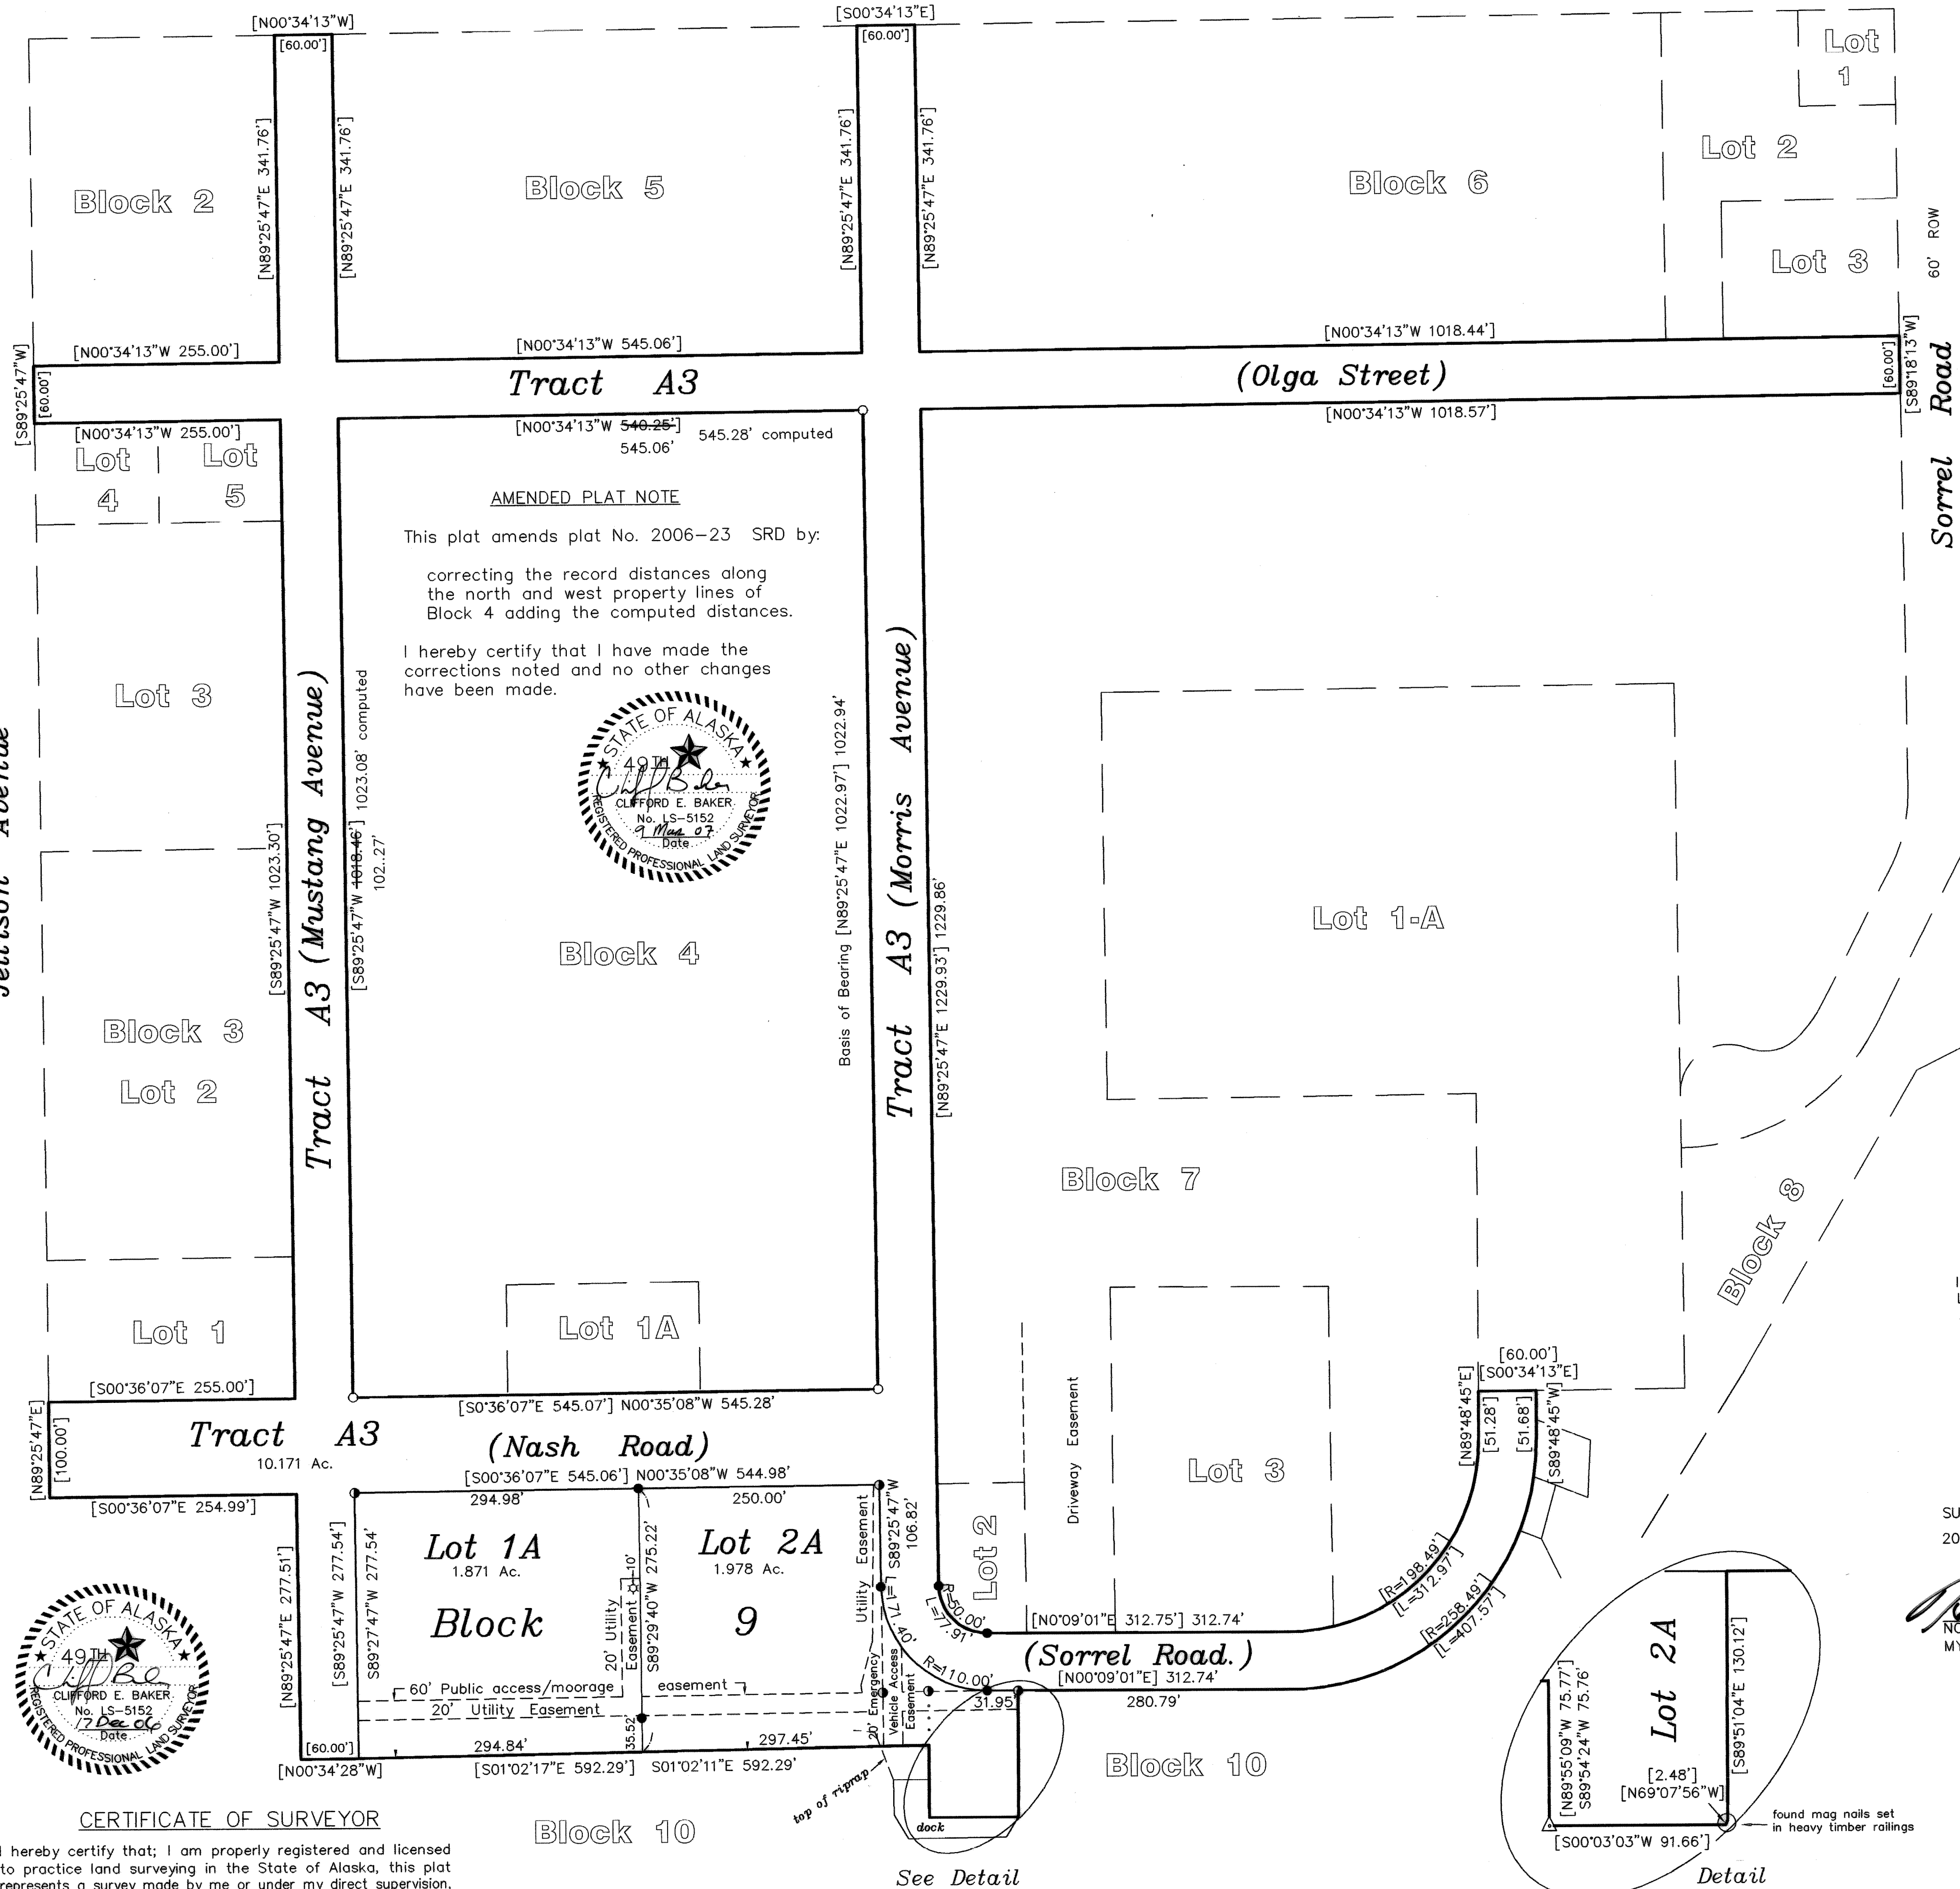 [N00°34'13"W]
[60.00']
[S00°34'13"E]
[60.00']
Lot
1
Lot 2
Lot 3
Block 2
Block 5
Block 6
[N89°25'47"E 341.76']
[N89°25'47"E 341.76']
[N89°25'47"E 341.76']
[N89°25'47"E 341.76']
60' ROW
Sorrel Road
[S89°25'47"W]
[60.00']
[N00°34'13"W 255.00']
[N00°34'13"W 545.06']
[N00°34'13"W 1018.44']
[60.00']
[S89°18'13"W]
Tract A3
(Olga Street)
[N00°34'13"W 255.00']
[N00°34'13"W 540.25']
545.28' computed
545.06'
[N00°34'13"W 1018.57']
Lot
4
Lot
5
AMENDED PLAT NOTE
This plat amends plat No. 2006-23 SRD by:
correcting the record distances along
the north and west property lines of
Block 4 adding the computed distances.
I hereby certify that I have made the
corrections noted and no other changes
have been made.
STATE OF ALASKA
49TH
CLIFFORD E. BAKER
No. LS-5152
9 Mar 07
Date
REGISTERED PROFESSIONAL LAND SURVEYOR
Avenue
Lot 3
[S89°25'47"W 1023.30']
Tract A3 (Mustang Avenue)
[S89°25'47"W 1018.46'] 1023.08' computed
102..27'
Block 4
Basis of Bearing [N89°25'47"E 1022.97'] 1022.94'
Tract A3 (Morris Avenue)
[N89°25'47"E 1229.93'] 1229.86'
Lot 1-A
Block 3
Lot 2
Block 7
Block 8
Lot 1
Lot 1A
[S00°36'07"E 255.00']
[S0°36'07"E 545.07'] N00°35'08"W 545.28'
[N89°25'47"E]
[100.00']
Tract A3
10.171 Ac.
(Nash Road)
[S00°36'07"E 545.06'] N00°35'08"W 544.98'
[S00°36'07"E 254.99']
294.98'
250.00'
Driveway Easement
Lot 3
[60.00']
[S00°34'13"E]
[N89°48'45"E]
[51.28']
[51.68']
[S89°48'45"W]
[N89°25'47"E 277.51']
[S89°25'47"W 277.54']
S89°27'47"W 277.54'
Lot 1A
1.871 Ac.
Lot 2A
1.978 Ac.
Block 9
20' Utility
Easement
10'
S89°29'40"W 275.22'
Utility Easement
S89°25'47"W
106.82'
L=171.40'
R=110.00'
R=50.00'
L=77.91'
Lot 2
[N0°09'01"E 312.75'] 312.74'
(Sorrel Road.)
[N00°09'01"E] 312.74'
31.95'
280.79'
[R=198.49']
[L=312.97']
[R=258.49']
[L=407.57']
60' Public access/moorage easement
20' Utility Easement
20' Emergency
Vehicle Access
Easement
[60.00']
294.84'
35.52'
297.45'
[N00°34'28"W]
[S01°02'17"E 592.29'] S01°02'11"E 592.29'
top of riprap
dock
Block 10
Block 10
See Detail
STATE OF ALASKA
49TH
CLIFFORD E. BAKER
No. LS-5152
17 Dec 06
Date
REGISTERED PROFESSIONAL LAND SURVEYOR
CERTIFICATE OF SURVEYOR
I hereby certify that; I am properly registered and licensed
to practice land surveying in the State of Alaska, this plat
represents a survey made by me or under my direct supervision,
Lot 2A
[N89°55'09"W 75.77']
S89°54'24"W 75.76'
[S89°51'04"E 130.12']
[2.48']
[N69°07'56"W]
[S00°03'03"W 91.66']
found mag nails set
in heavy timber railings
Detail
SU
20
NO
MY